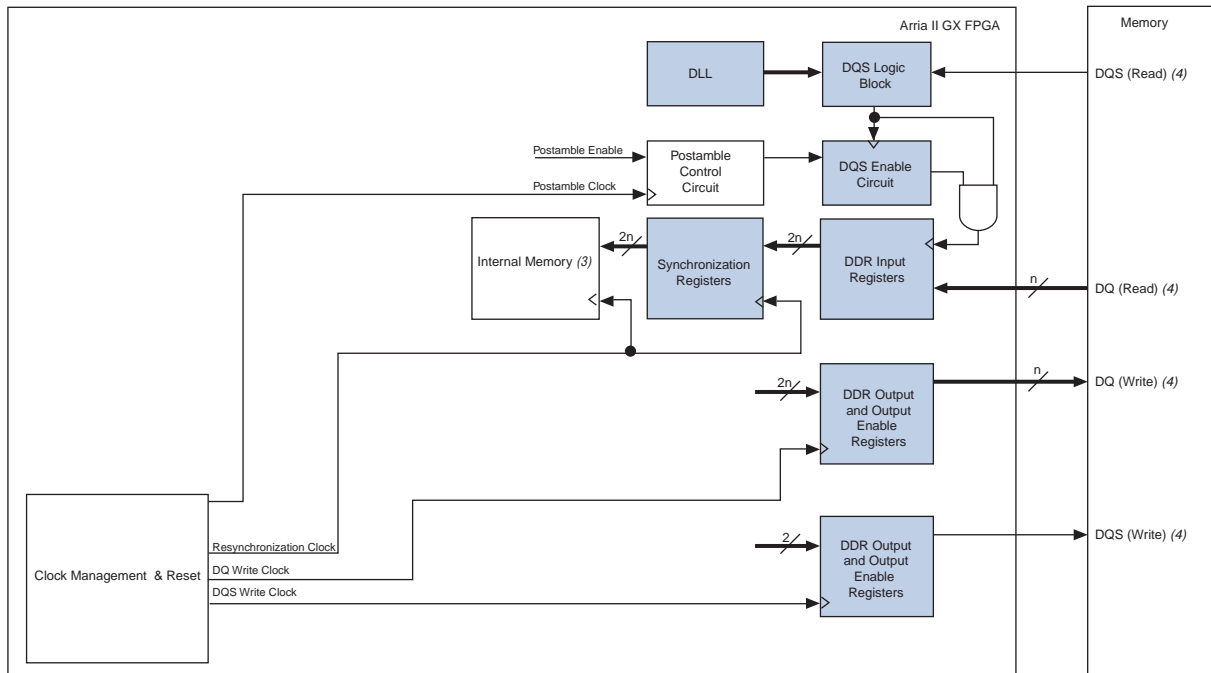 Arria II GX FPGA
Memory
DLL
DQS Logic
Block
DQS (Read) (4)
Postamble Enable
Postamble
Control
Circuit
DQS Enable
Circuit
Postamble Clock
2n
2n
Internal Memory (3)
Synchronization
Registers
DDR Input
Registers
n
DQ (Read) (4)
2n
DDR Output
and Output
Enable
Registers
n
DQ (Write) (4)
2
DDR Output
and Output
Enable
Registers
DQS (Write) (4)
Clock Management & Reset
Resynchronization Clock
DQ Write Clock
DQS Write Clock